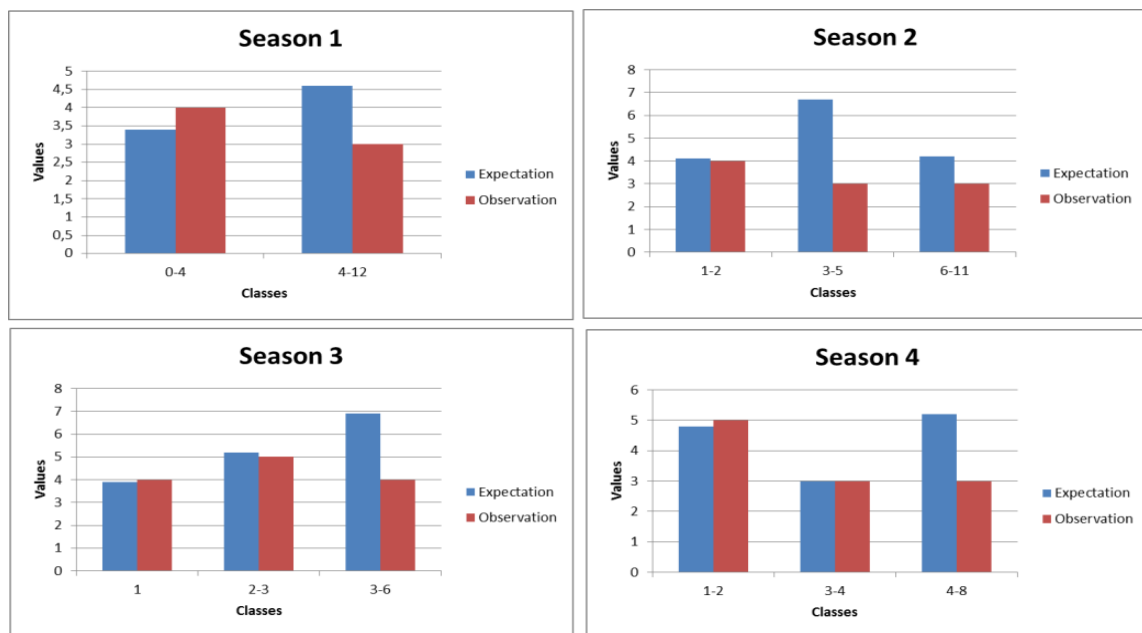 Season 1
5
4,5
4
3,5
3
2,5
2
1,5
1
0,5
0
Values
0-4
4-12
Classes
Expectation
Observation
Season 2
8
7
6
5
4
3
2
1
0
Values
1-2
3-5
6-11
Classes
Expectation
Observation
Season 3
8
7
6
5
4
3
2
1
0
Values
1
2-3
3-6
Classes
Expectation
Observation
Season 4
6
5
4
3
2
1
0
Values
1-2
3-4
4-8
Classes
Expectation
Observation